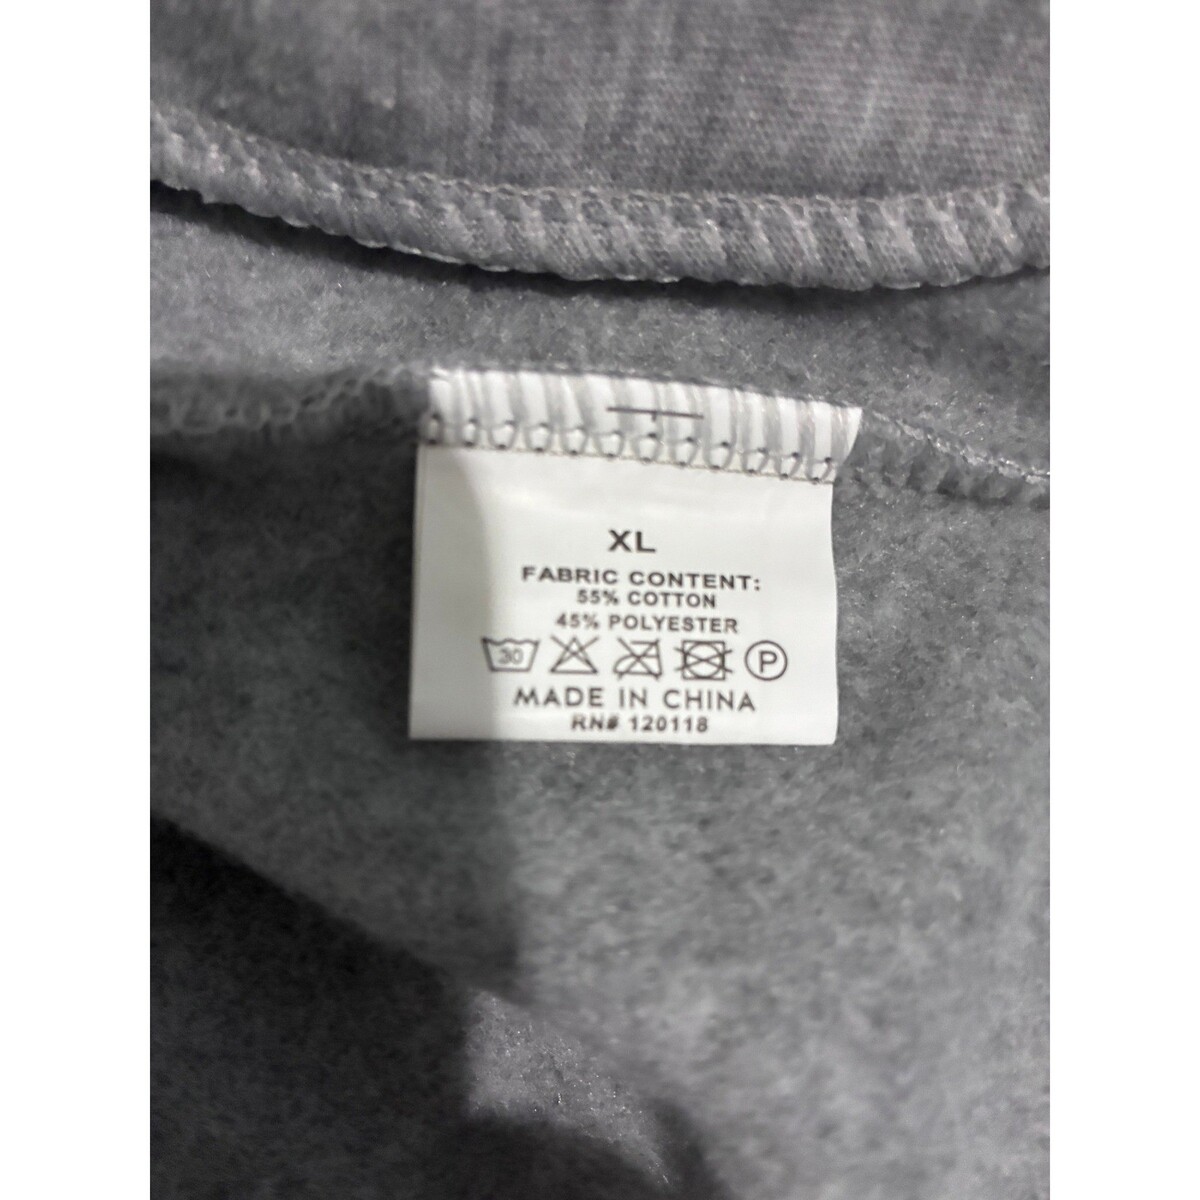 XL
FABRIC CONTENT:
55% COTTON
45% POLYESTER
30 P
MADE IN CHINA
RN# 120118